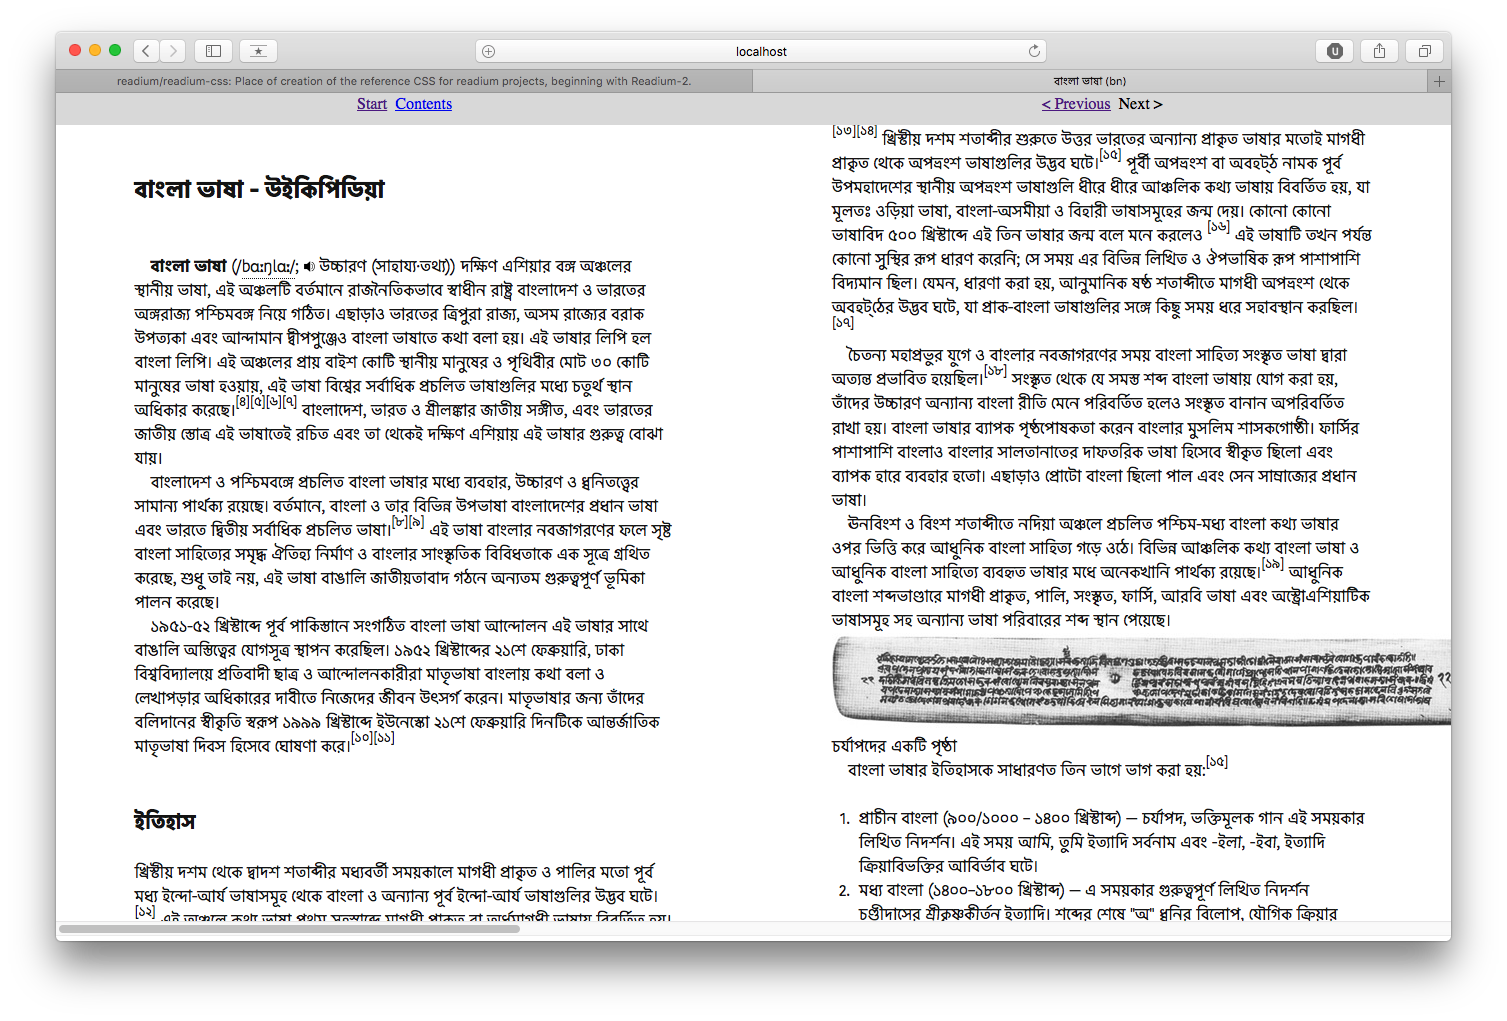 localhost
readium/readium-css: Place of creation of the reference CSS for readium projects, beginning with Readium-2.
বাংলা ভাষা (bn)
Start Contents
< Previous Next >
বাংলা ভাষা - উইকিপিডিয়া
বাংলা ভাষা (/bɑːŋlɑː/; উচ্চারণ (সাহায্য·তথ্য)) দক্ষিণ এশিয়ার বঙ্গ অঞ্চলের
স্থানীয় ভাষা, এই অঞ্চলটি বর্তমানে রাজনৈতিকভাবে স্বাধীন রাষ্ট্র বাংলাদেশ ও ভারতের
অঙ্গরাজ্য পশ্চিমবঙ্গ নিয়ে গঠিত। এছাড়াও ভারতের ত্রিপুরা রাজ্য, অসম রাজ্যের বরাক
উপত্যকা এবং আন্দামান দ্বীপপুঞ্জেও বাংলা ভাষাতে কথা বলা হয়। এই ভাষার লিপি হল
বাংলা লিপি। এই অঞ্চলের প্রায় বাইশ কোটি স্থানীয় মানুষের ও পৃথিবীর মোট ৩০ কোটি
মানুষের ভাষা হওয়ায়, এই ভাষা বিশ্বের সর্বাধিক প্রচলিত ভাষাগুলির মধ্যে চতুর্থ স্থান
অধিকার করেছে।[৪][৫][৬][৭] বাংলাদেশ, ভারত ও শ্রীলঙ্কার জাতীয় সঙ্গীত, এবং ভারতের
জাতীয় স্তোত্র এই ভাষাতেই রচিত এবং তা থেকেই দক্ষিণ এশিয়ায় এই ভাষার গুরুত্ব বোঝা
যায়।
বাংলাদেশ ও পশ্চিমবঙ্গে প্রচলিত বাংলা ভাষার মধ্যে ব্যবহার, উচ্চারণ ও ধ্বনিতত্ত্বের
সামান্য পার্থক্য রয়েছে। বর্তমানে, বাংলা ও তার বিভিন্ন উপভাষা বাংলাদেশের প্রধান ভাষা
এবং ভারতে দ্বিতীয় সর্বাধিক প্রচলিত ভাষা।[৮][৯] এই ভাষা বাংলার নবজাগরণের ফলে সৃষ্ট
বাংলা সাহিত্যের সমৃদ্ধ ঐতিহ্য নির্মাণ ও বাংলার সাংস্কৃতিক বিবিধতাকে এক সূত্রে গ্রথিত
করেছে, শুধু তাই নয়, এই ভাষা বাঙালি জাতীয়তাবাদ গঠনে অন্যতম গুরুত্বপূর্ণ ভূমিকা
পালন করেছে।
১৯৫১-৫২ খ্রিস্টাব্দে পূর্ব পাকিস্তানে সংগঠিত বাংলা ভাষা আন্দোলন এই ভাষার সাথে
বাঙালি অস্তিত্বের যোগসূত্র স্থাপন করেছিল। ১৯৫২ খ্রিস্টাব্দের ২১শে ফেব্রুয়ারি, ঢাকা
বিশ্ববিদ্যালয়ে প্রতিবাদী ছাত্র ও আন্দোলনকারীরা মাতৃভাষা বাংলায় কথা বলা ও
লেখাপড়ার অধিকারের দাবীতে নিজেদের জীবন উৎসর্গ করেন। মাতৃভাষার জন্য তাঁদের
বলিদানের স্বীকৃতি স্বরূপ ১৯৯৯ খ্রিস্টাব্দে ইউনেস্কো ২১শে ফেব্রুয়ারি দিনটিকে আন্তর্জাতিক
মাতৃভাষা দিবস হিসেবে ঘোষণা করে।[১০][১১]
ইতিহাস
খ্রিস্টীয় দশম থেকে দ্বাদশ শতাব্দীর মধ্যবর্তী সময়কালে মাগধী প্রাকৃত ও পালির মতো পূর্ব
মধ্য ইন্দো-আর্য ভাষাসমূহ থেকে বাংলা ও অন্যান্য পূর্ব ইন্দো-আর্য ভাষাগুলির উদ্ভব ঘটে।
[১২] এই অঞ্চলে কথ্য ভাষা প্রথম সহস্রাব্দে মাগধী প্রাকৃত বা অর্ধমাগধী ভাষায় বিবর্তিত হয়।
[১৩][১৪] খ্রিস্টীয় দশম শতাব্দীর শুরুতে উত্তর ভারতের অন্যান্য প্রাকৃত ভাষার মতোই মাগধী
প্রাকৃত থেকে অপভ্রংশ ভাষাগুলির উদ্ভব ঘটে।[১৫] পূর্বী অপভ্রংশ বা অবহট্‌ঠ নামক পূর্ব
উপমহাদেশের স্থানীয় অপভ্রংশ ভাষাগুলি ধীরে ধীরে আঞ্চলিক কথ্য ভাষায় বিবর্তিত হয়, যা
মূলতঃ ওড়িয়া ভাষা, বাংলা-অসমীয়া ও বিহারী ভাষাসমূহের জন্ম দেয়। কোনো কোনো
ভাষাবিদ ৫০০ খ্রিস্টাব্দে এই তিন ভাষার জন্ম বলে মনে করলেও [১৬] এই ভাষাটি তখন পর্যন্ত
কোনো সুস্থির রূপ ধারণ করেনি; সে সময় এর বিভিন্ন লিখিত ও ঔপভাষিক রূপ পাশাপাশি
বিদ্যমান ছিল। যেমন, ধারণা করা হয়, আনুমানিক ষষ্ঠ শতাব্দীতে মাগধী অপভ্রংশ থেকে
অবহট্‌ঠের উদ্ভব ঘটে, যা প্রাক-বাংলা ভাষাগুলির সঙ্গে কিছু সময় ধরে সহাবস্থান করছিল।
[১৭]
চৈতন্য মহাপ্রভুর যুগে ও বাংলার নবজাগরণের সময় বাংলা সাহিত্য সংস্কৃত ভাষা দ্বারা
অত্যন্ত প্রভাবিত হয়েছিল।[১৮] সংস্কৃত থেকে যে সমস্ত শব্দ বাংলা ভাষায় যোগ করা হয়,
তাঁদের উচ্চারণ অন্যান্য বাংলা রীতি মেনে পরিবর্তিত হলেও সংস্কৃত বানান অপরিবর্তিত
রাখা হয়। বাংলা ভাষার ব্যাপক পৃষ্ঠপোষকতা করেন বাংলার মুসলিম শাসকগোষ্ঠী। ফার্সির
পাশাপাশি বাংলাও বাংলার সালতানাতের দাফতরিক ভাষা হিসেবে স্বীকৃত ছিলো এবং
ব্যাপক হারে ব্যবহার হতো। এছাড়াও প্রোটো বাংলা ছিলো পাল এবং সেন সাম্রাজ্যের প্রধান
ভাষা।
ঊনবিংশ ও বিংশ শতাব্দীতে নদিয়া অঞ্চলে প্রচলিত পশ্চিম-মধ্য বাংলা কথ্য ভাষার
ওপর ভিত্তি করে আধুনিক বাংলা সাহিত্য গড়ে ওঠে। বিভিন্ন আঞ্চলিক কথ্য বাংলা ভাষা ও
আধুনিক বাংলা সাহিত্যে ব্যবহৃত ভাষার মধে অনেকখানি পার্থক্য রয়েছে।[১৯] আধুনিক
বাংলা শব্দভাণ্ডারে মাগধী প্রাকৃত, পালি, সংস্কৃত, ফার্সি, আরবি ভাষা এবং অস্ট্রোএশিয়াটিক
ভাষাসমূহ সহ অন্যান্য ভাষা পরিবারের শব্দ স্থান পেয়েছে।
চর্যাপদের একটি পৃষ্ঠা
বাংলা ভাষার ইতিহাসকে সাধারণত তিন ভাগে ভাগ করা হয়:[১৫]
1. প্রাচীন বাংলা (৯০০/১০০০ – ১৪০০ খ্রিস্টাব্দ) — চর্যাপদ, ভক্তিমূলক গান এই সময়কার
লিখিত নিদর্শন। এই সময় আমি, তুমি ইত্যাদি সর্বনাম এবং -ইলা, -ইবা, ইত্যাদি
ক্রিয়াবিভক্তির আবির্ভাব ঘটে।
2. মধ্য বাংলা (১৪০০–১৮০০ খ্রিস্টাব্দ) — এ সময়কার গুরুত্বপূর্ণ লিখিত নিদর্শন
চণ্ডীদাসের শ্রীকৃষ্ণকীর্তন ইত্যাদি। শব্দের শেষে "অ" ধ্বনির বিলোপ, যৌগিক ক্রিয়ার